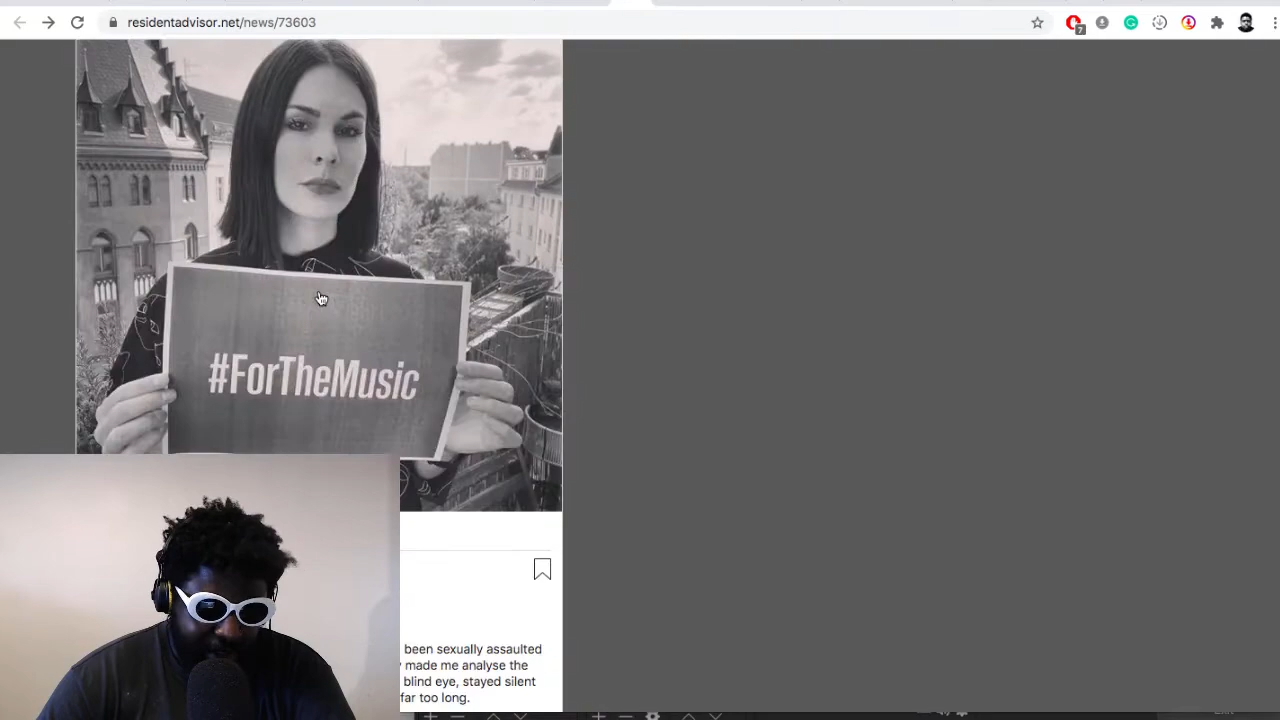 residentadvisor.net/news/73603
7
#ForTheMusic
been sexually assaulted
made me analyse the
blind eye, stayed silent
far too long.